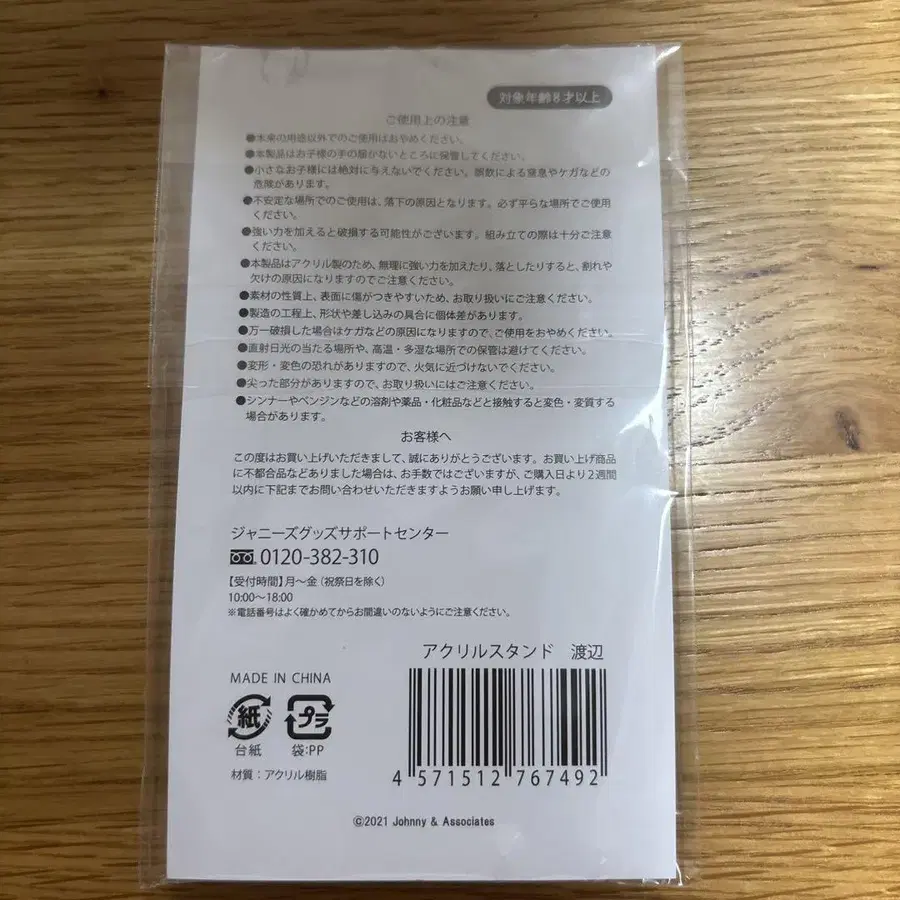 対象年齢8才以上
ご使用上の注意
●本来の用途以外でのご使用はおやめください。
●本製品はお子様の手の届かないところに保管してください。
●小さなお子様には絶対に与えないでください。誤飲による窒息やケガなどの
危険があります。
●不安定な場所でのご使用は、落下の原因となります。必ず平らな場所でご使用
ください。
●強い力を加えると破損する可能性がございます。組み立ての際は十分ご注意
ください。
●本製品はアクリル製のため、無理に強い力を加えたり、落としたりすると、割れや
欠けの原因になりますのでご注意ください。
●素材の性質上、表面に傷がつきやすいため、お取り扱いにご注意ください。
●製造の工程上、形状や差し込みの具合に個体差があります。
●万一破損した場合はケガなどの原因になりますので、ご使用をおやめください。
●直射日光の当たる場所や、高温・多湿な場所での保管は避けてください。
●変形・変色の恐れがありますので、火気に近づけないでください。
●尖った部分がありますので、お取り扱いにはご注意ください。
●シンナーやベンジンなどの溶剤や薬品・化粧品などと接触すると変色・変質する
場合があります。
お客様へ
この度はお買い上げいただきまして、誠にありがとうございます。お買い上げ商品
に不都合品などありました場合は、お手数ではございますが、ご購入日より2週間
以内に下記までお問い合わせいただきますようお願い申し上げます。
ジャニーズグッズサポートセンター
0120-382-310
【受付時間】月〜金（祝祭日を除く）
10:00〜18:00
※電話番号はよく確かめてからお間違いのないようにご注意ください。
アクリルスタンド 渡辺
MADE IN CHINA
紙 プラ
台紙 袋:PP
材質：アクリル樹脂
4 571512 767492
©2021 Johnny & Associates